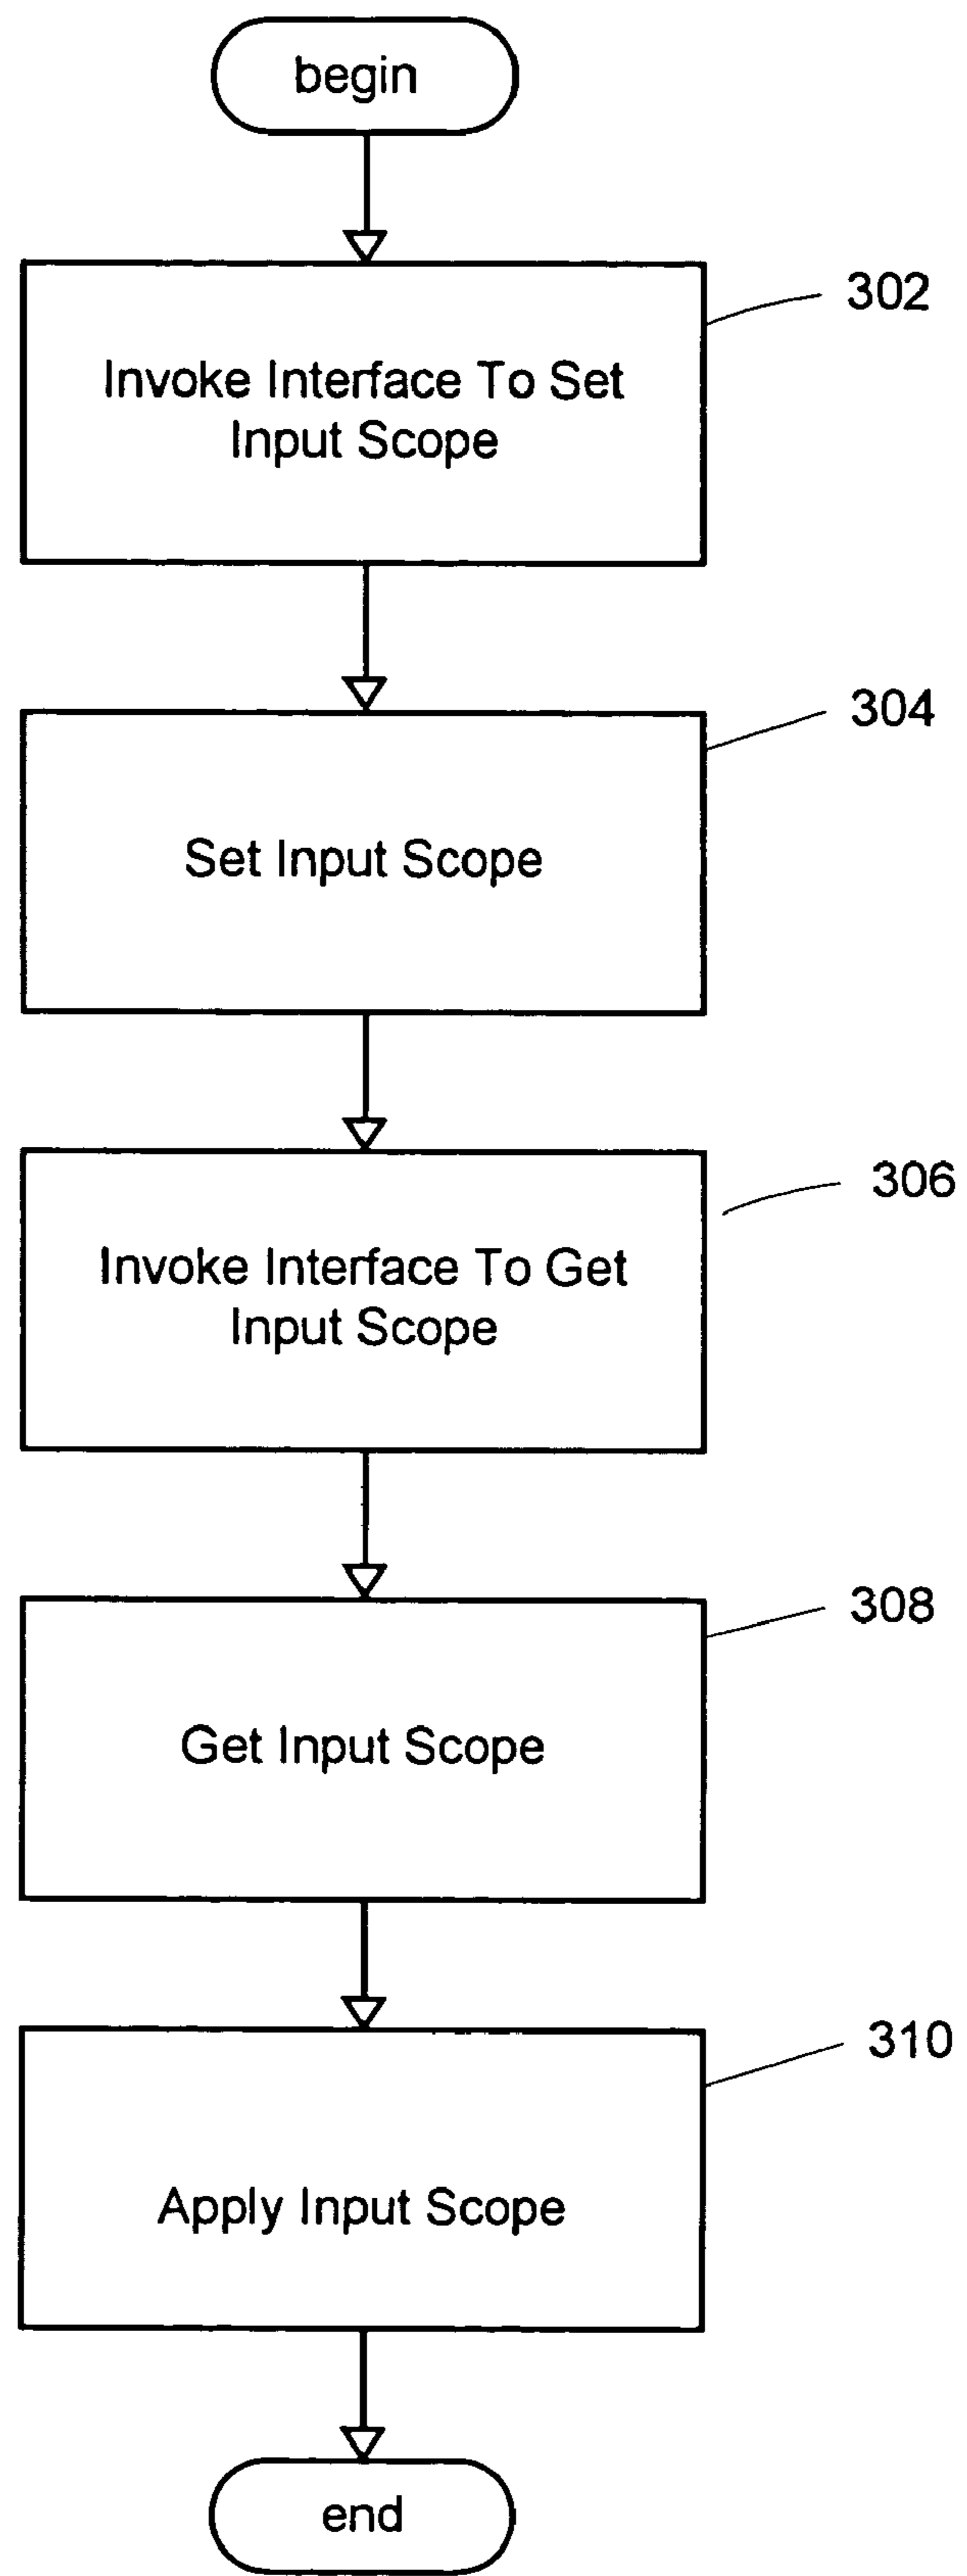 begin
302
Invoke Interface To Set
Input Scope
304
Set Input Scope
306
Invoke Interface To Get
Input Scope
308
Get Input Scope
310
Apply Input Scope
end